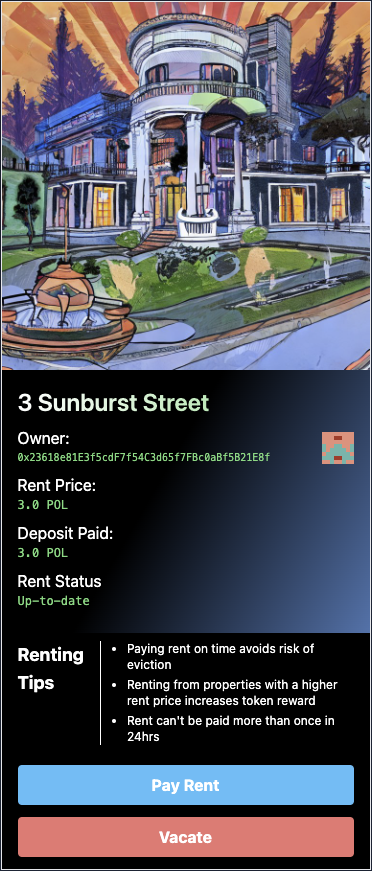 3 Sunburst Street
Owner:
0x23618e81E3f5cdF7f54C3d65f7FBc0aBf5B21E8f
Rent Price:
3.0 POL
Deposit Paid:
3.0 POL
Rent Status
Up-to-date
Renting
Tips
• Paying rent on time avoids risk of
eviction
• Renting from properties with a higher
rent price increases token reward
• Rent can't be paid more than once in
24hrs
Pay Rent
Vacate